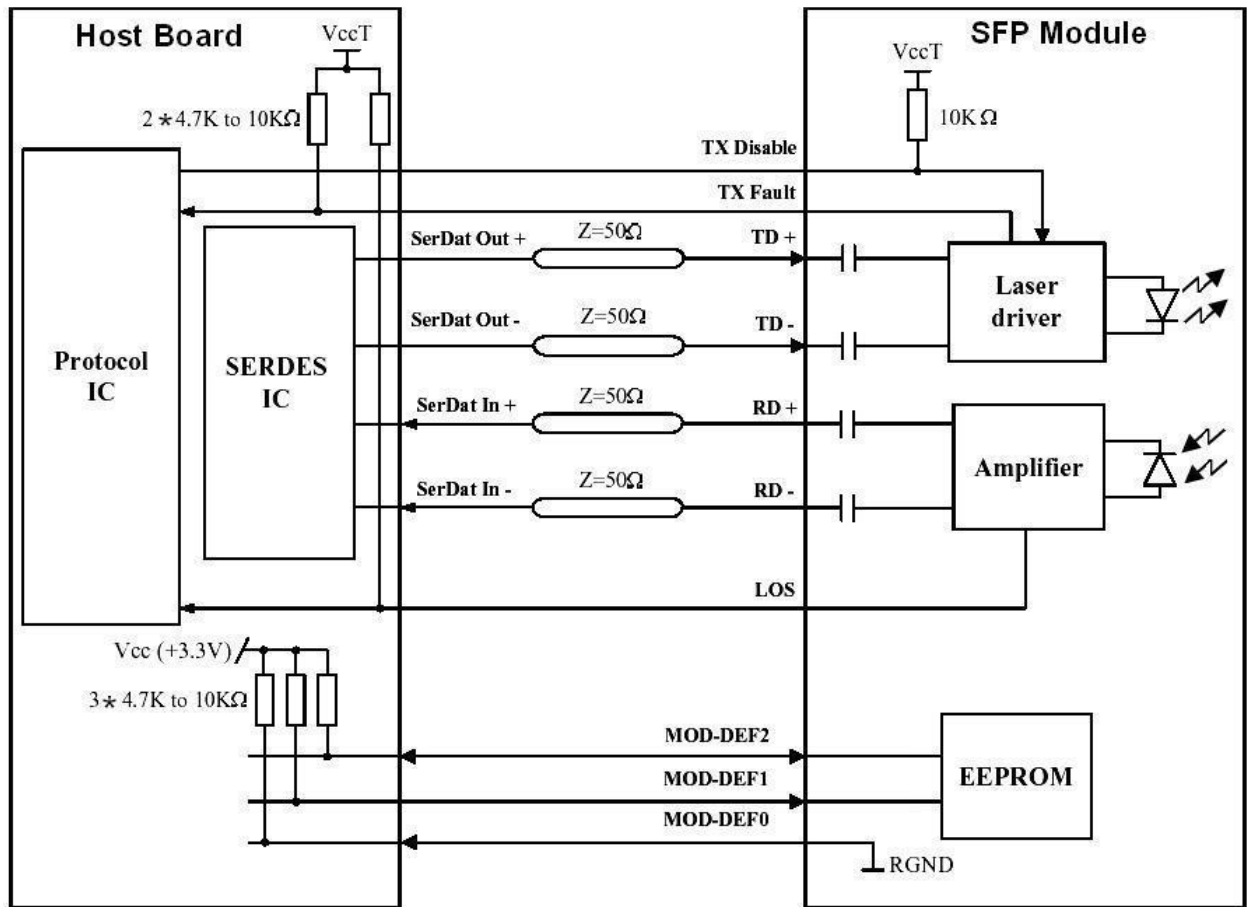 Host Board
SFP Module
VccT
VccT
2*4.7K to 10KΩ
10KΩ
TX Disable
TX Fault
SerDat Out +
Z=50Ω
TD +
SerDat Out -
Z=50Ω
TD -
Laser
driver
Protocol
IC
SERDES
IC
SerDat In +
Z=50Ω
RD +
SerDat In -
Z=50Ω
RD -
Amplifier
LOS
Vcc (+3.3V)
3*4.7K to 10KΩ
MOD-DEF2
MOD-DEF1
MOD-DEF0
EEPROM
RGND